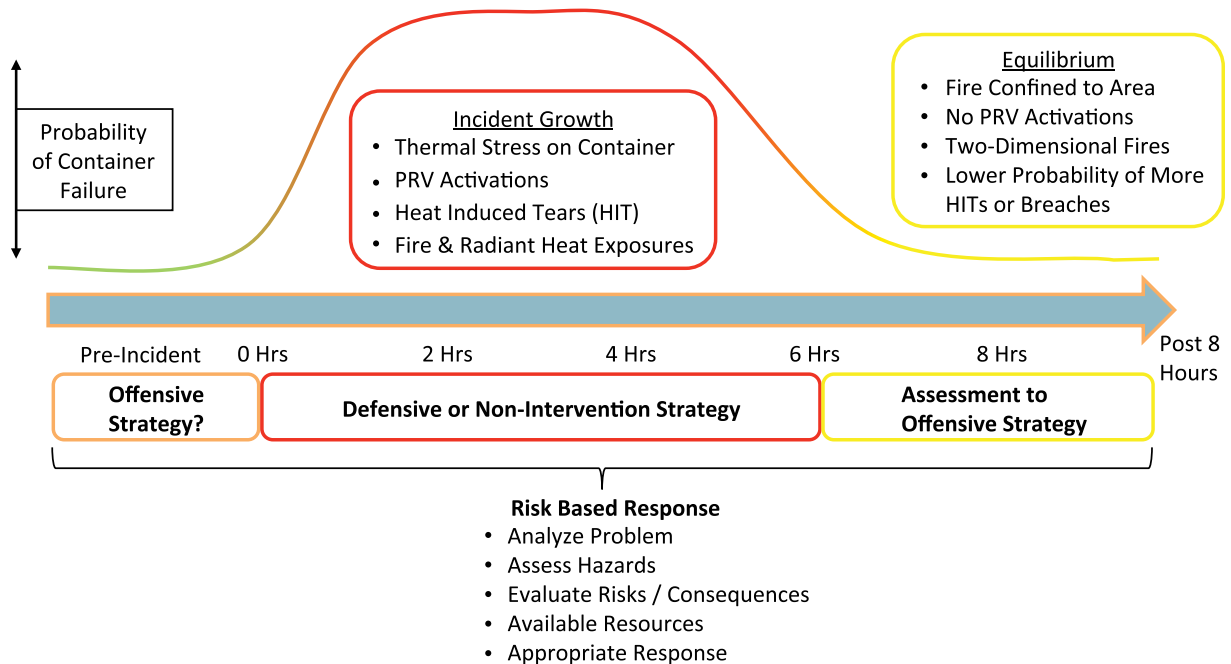 Probability
of Container
Failure
Incident Growth
• Thermal Stress on Container
• PRV Activations
• Heat Induced Tears (HIT)
• Fire & Radiant Heat Exposures
Equilibrium
• Fire Confined to Area
• No PRV Activations
• Two-Dimensional Fires
• Lower Probability of More
HITs or Breaches
Pre-Incident
0 Hrs
2 Hrs
4 Hrs
6 Hrs
8 Hrs
Post 8
Hours
Offensive
Strategy?
Defensive or Non-Intervention Strategy
Assessment to
Offensive Strategy
Risk Based Response
• Analyze Problem
• Assess Hazards
• Evaluate Risks / Consequences
• Available Resources
• Appropriate Response